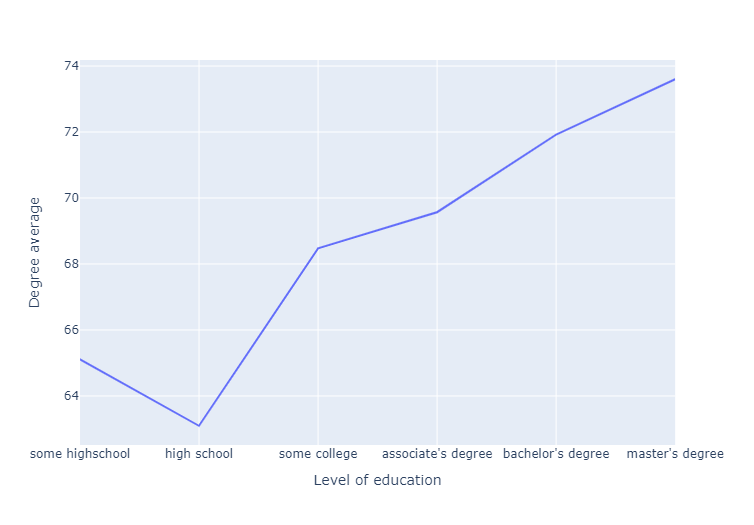 74
72
70
68
66
64
Degree average
some highschool
high school
some college
associate's degree
bachelor's degree
master's degree
Level of education